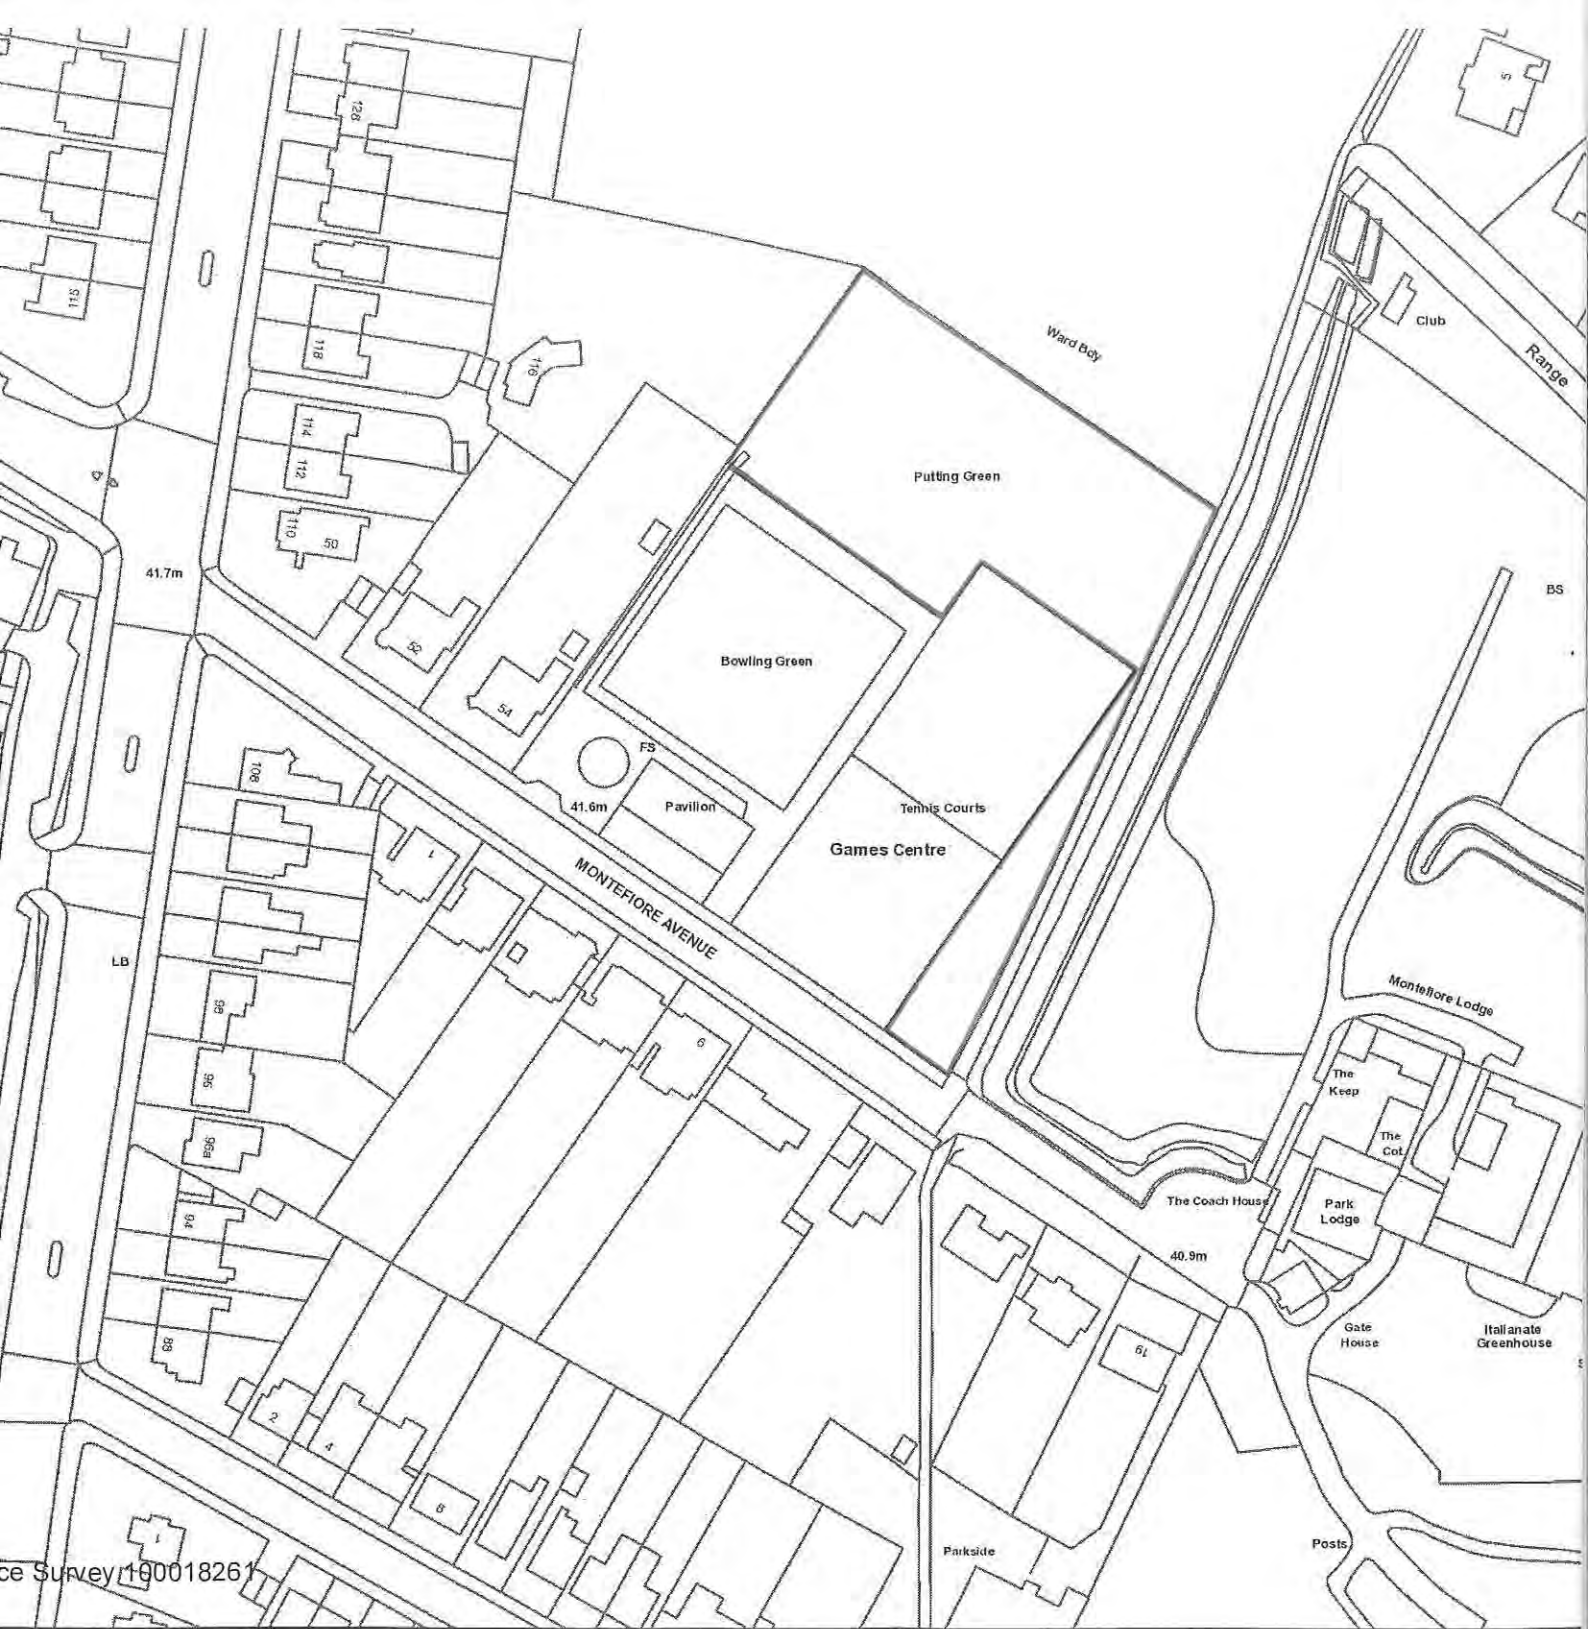 5
128
115
118
116
Club
Range
Ward Bdy
114
112
110
50
Putting Green
41.7m
BS
52
54
Bowling Green
FS
41.6m
Pavilion
Tennis Courts
Games Centre
108
1
MONTEFIORE AVENUE
LB
98
Montefiore Lodge
6
The
Keep
96
96a
The
Cot
The Coach House
Park
Lodge
94
40.9m
Gate
House
Italianate
Greenhouse
19
2
4
8
1
Parkside
Posts
ce Survey 100018261